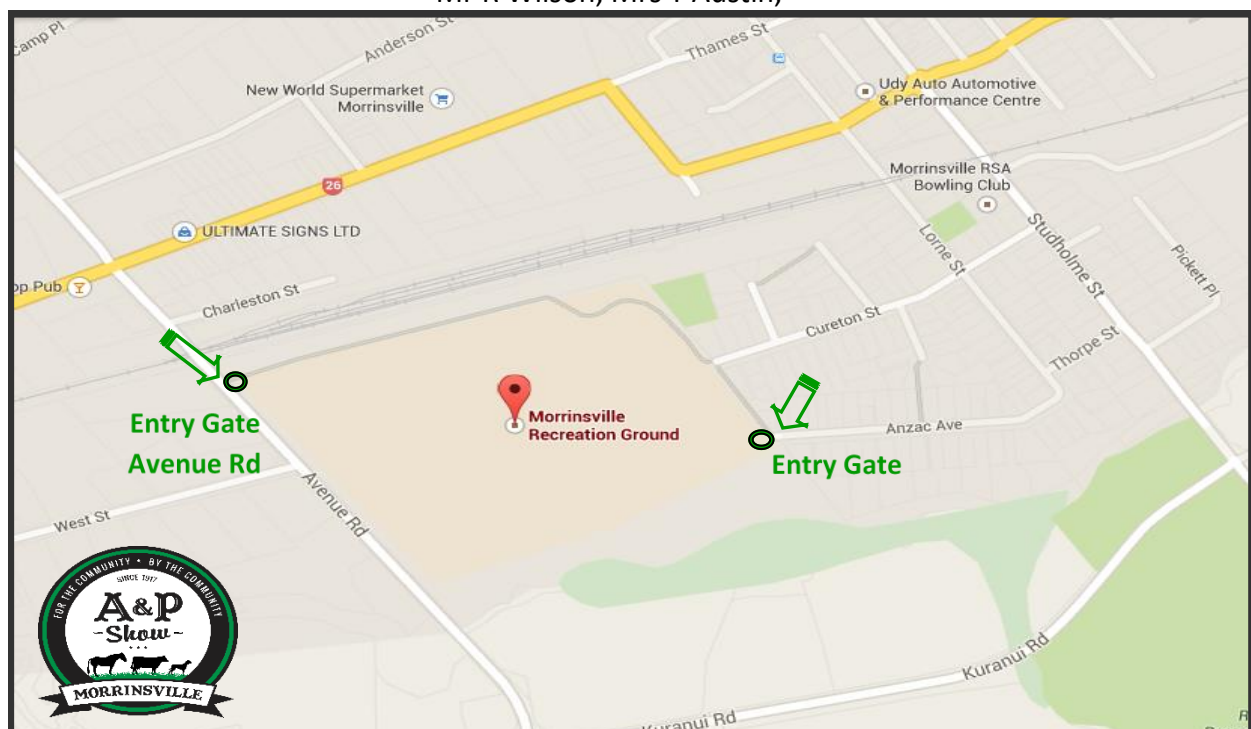 Camp Pl
Anderson St
Thames St
New World Supermarket
Morrinsville
Udy Auto Automotive
& Performance Centre
26
Morrinsville RSA
Bowling Club
ULTIMATE SIGNS LTD
Lorne St
Studholme St
Pickett Pl
op Pub
Charleston St
Cureton St
Thorpe St
Entry Gate
Avenue Rd
Morrinsville
Recreation Ground
Anzac Ave
Entry Gate
Avenue Rd
West St
FOR THE COMMUNITY • BY THE COMMUNITY
SINCE 1917
A&P
-Show-
MORRINSVILLE
Kuranui Rd
Kuranui Rd
R